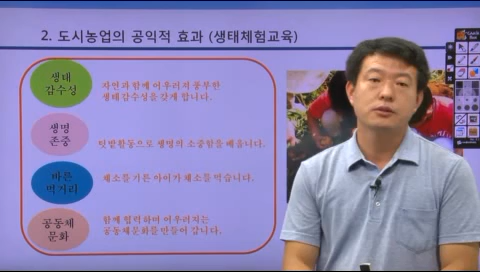 2. 도시농업의 공익적 효과 (생태체험교육)
생태
감수성
자연과 함께 어우러져 풍부한
생태감수성을 갖게 합니다.
생명
존중
텃밭활동으로 생명의 소중함을 배웁니다.
바른
먹거리
채소를 기른 아이가 채소를 먹습니다.
공동체
문화
함께 협력하며 어우러지는
공동체문화를 만들어 갑니다.